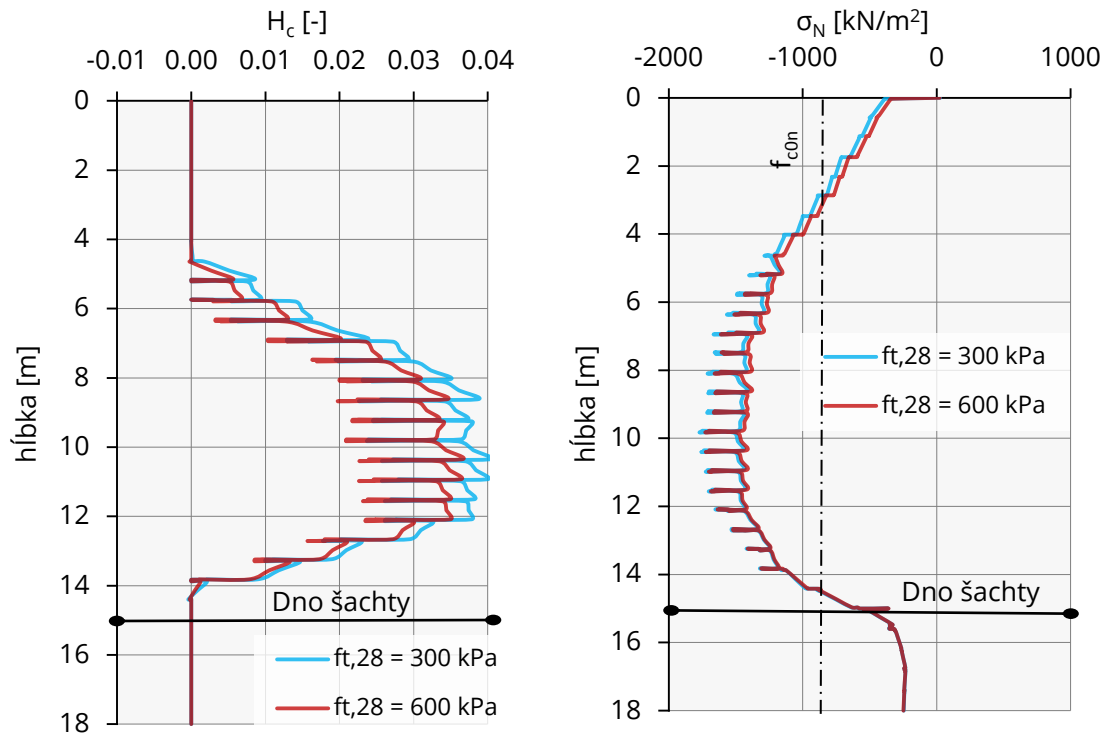 H_c [-]
-0.01 0.00 0.01 0.02 0.03 0.04
0
2
4
6
8
10
12
14
16
18
hĺbka [m]
Dno šachty
ft,28 = 300 kPa
ft,28 = 600 kPa
σ_N [kN/m²]
-2000 -1000 0 1000
0
2
4
6
8
10
12
14
16
18
hĺbka [m]
f_c0n
ft,28 = 300 kPa
ft,28 = 600 kPa
Dno šachty